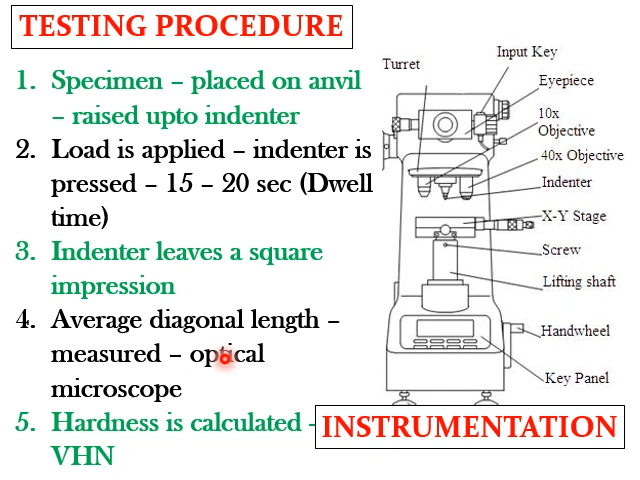 TESTING PROCEDURE
1. Specimen – placed on anvil
– raised upto indenter
2. Load is applied – indenter is
pressed – 15 – 20 sec (Dwell
time)
3. Indenter leaves a square
impression
4. Average diagonal length –
measured – optical
microscope
5. Hardness is calculated -
VHN
Turret
Input Key
Eyepiece
10x
Objective
40x Objective
Indenter
X-Y Stage
Screw
Lifting shaft
Handwheel
Key Panel
INSTRUMENTATION